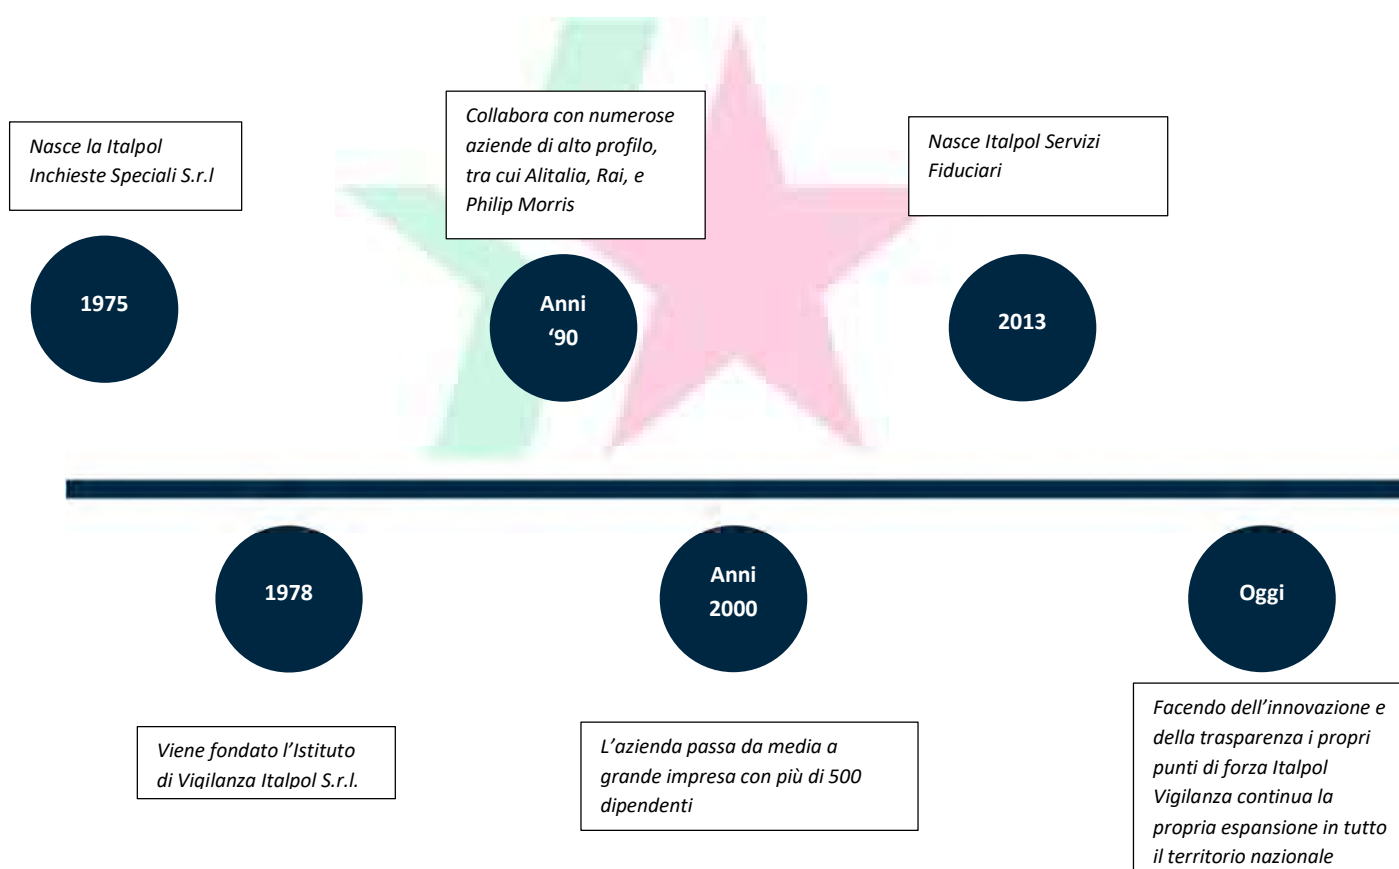 Nasce la Italpol
Inchieste Speciali S.r.l
1975
Collabora con numerose
aziende di alto profilo,
tra cui Alitalia, Rai, e
Philip Morris
Anni
‘90
Nasce Italpol Servizi
Fiduciari
2013
1978
Viene fondato l’Istituto
di Vigilanza Italpol S.r.l.
Anni
2000
L’azienda passa da media a
grande impresa con più di 500
dipendenti
Oggi
Facendo dell’innovazione e
della trasparenza i propri
punti di forza Italpol
Vigilanza continua la
propria espansione in tutto
il territorio nazionale